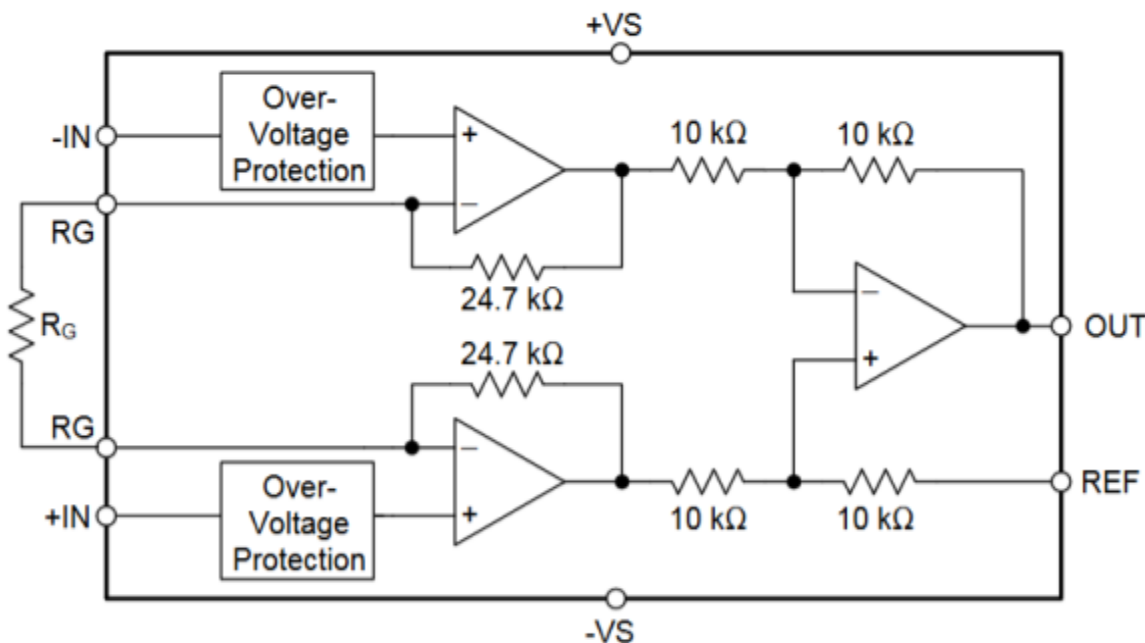 +VS
Over-
Voltage
Protection
-IN
+
−
RG
24.7 kΩ
10 kΩ
10 kΩ
RG
24.7 kΩ
RG
−
+
OUT
Over-
Voltage
Protection
+IN
−
+
10 kΩ
10 kΩ
REF
-VS